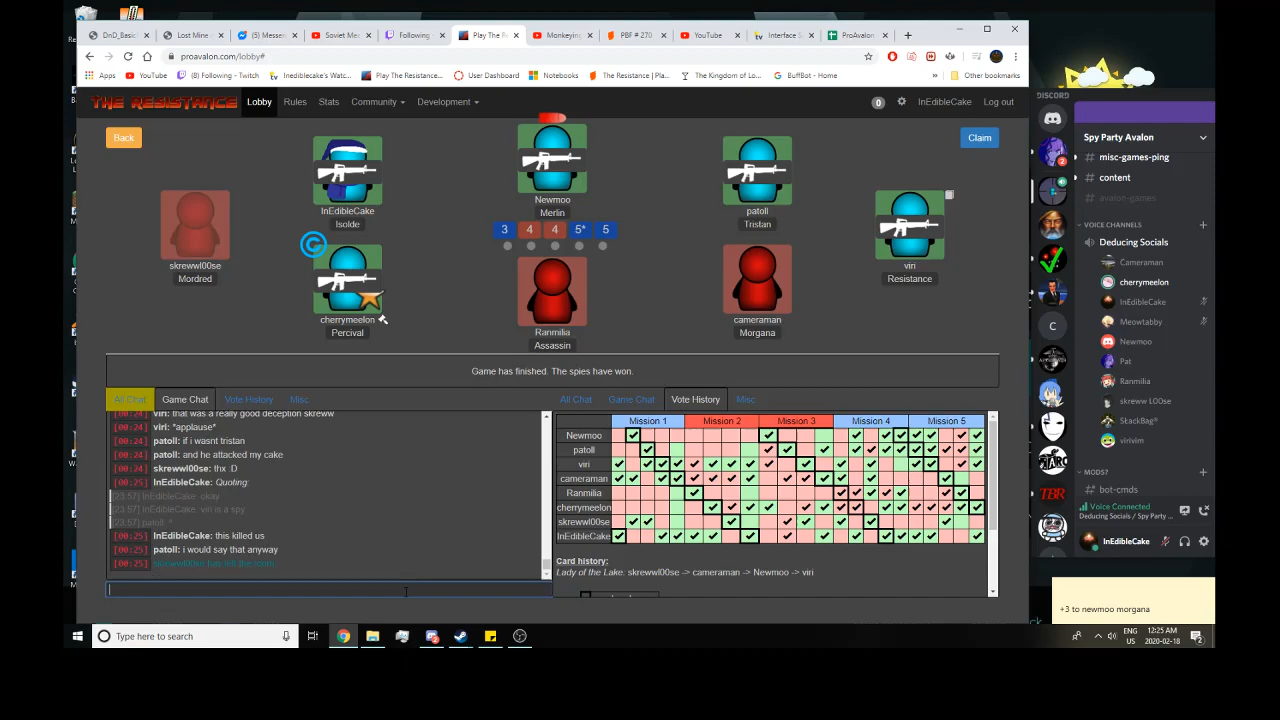 DnD_Basic
Lost Mine
(5) Messen
Soviet Me
Following
Play The Re
Monkeying
PBF # 270
YouTube
Interface S
ProAvalon
proavalon.com/lobby#
Apps
YouTube
(8) Following - Twitch
Inediblecake's Watc...
Play The Resistance...
User Dashboard
Notebooks
The Resistance | Pla...
The Kingdom of Lo...
BuffBot - Home
»
Other bookmarks
THE RESISTANCE
Lobby
Rules
Stats
Community
Development
0
InEdibleCake
Log out
Back
Claim
InEdibleCake
Isolde
Newmoo
Merlin
patoll
Tristan
skrewwl00se
Mordred
viri
Resistance
3 4 4 5* 5
cherrymeelon
Percival
Ranmilia
Assassin
cameraman
Morgana
Game has finished. The spies have won.
All Chat
Game Chat
Vote History
Misc
[00:24] viri: that was a really good deception skreww
[00:24] viri: *applause*
[00:24] patoll: if i wasnt tristan
[00:24] patoll: and he attacked my cake
[00:24] skrewwl00se: thx :D
[00:25] InEdibleCake: Quoting:
[23:57] InEdibleCake: okay
[23:57] InEdibleCake: viri is a spy
[23:57] patoll: ^
[00:25] InEdibleCake: this killed us
[00:25] patoll: i would say that anyway
[00:25] skrewwl00se has left the room.
All Chat
Game Chat
Vote History
Misc
Mission 1 Mission 2 Mission 3 Mission 4 Mission 5
Newmoo
patoll
viri
cameraman
Ranmilia
cherrymeelon
skrewwl00se
InEdibleCake
Card history:
Lady of the Lake: skrewwl00se -> cameraman -> Newmoo -> viri
DISCORD
Spy Party Avalon
# misc-games-ping
# content
# avalon-games
VOICE CHANNELS
Deducing Socials
Cameraman
cherrymeelon
InEdibleCake
Meowtabby
Newmoo
Pat
Ranmilia
skreww LOOse
StackBag®
virivim
MODS?
# bot-cmds
Voice Connected
Deducing Socials / Spy Party ...
InEdibleCake
2
C
TBR
+3 to newmoo morgana
Type here to search
ENG
US
12:25 AM
2020-02-18
2